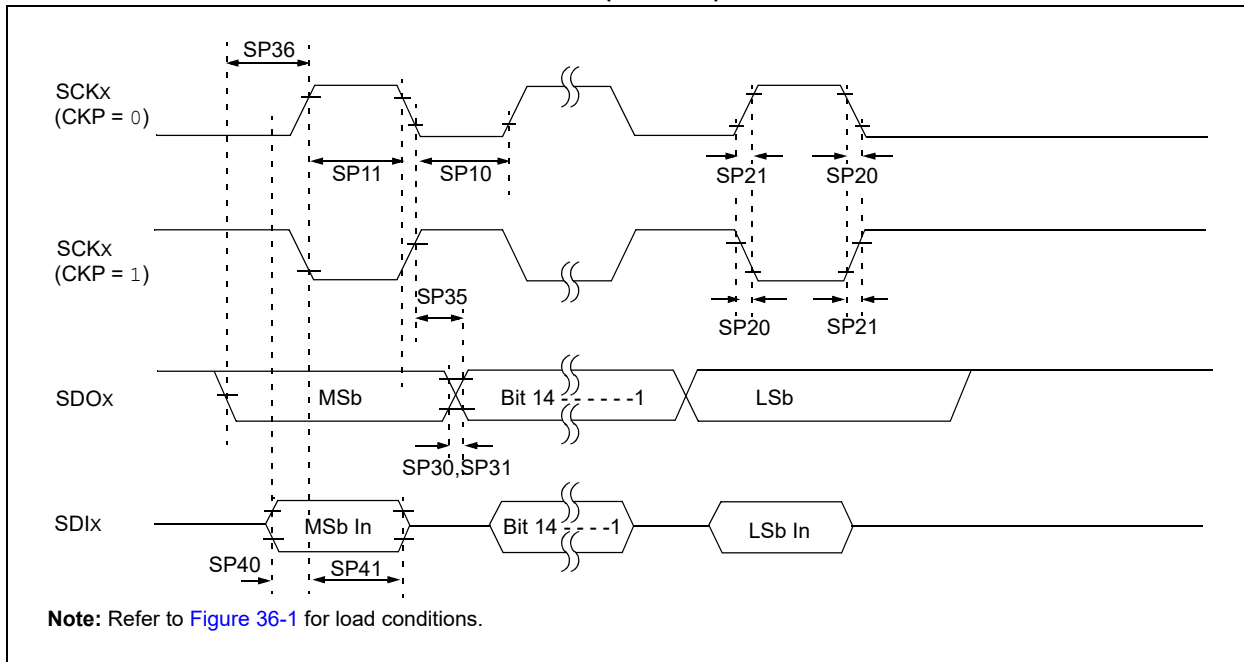 SP36
SCKx
(CKP = 0)
SP11
SP10
SP21
SP20
SCKx
(CKP = 1)
SP35
SP20
SP21
SDOx
MSb
Bit 14 - - - - - -1
LSb
SP30,SP31
SDIx
MSb In
Bit 14 - - - -1
LSb In
SP40
SP41
Note: Refer to Figure 36-1 for load conditions.